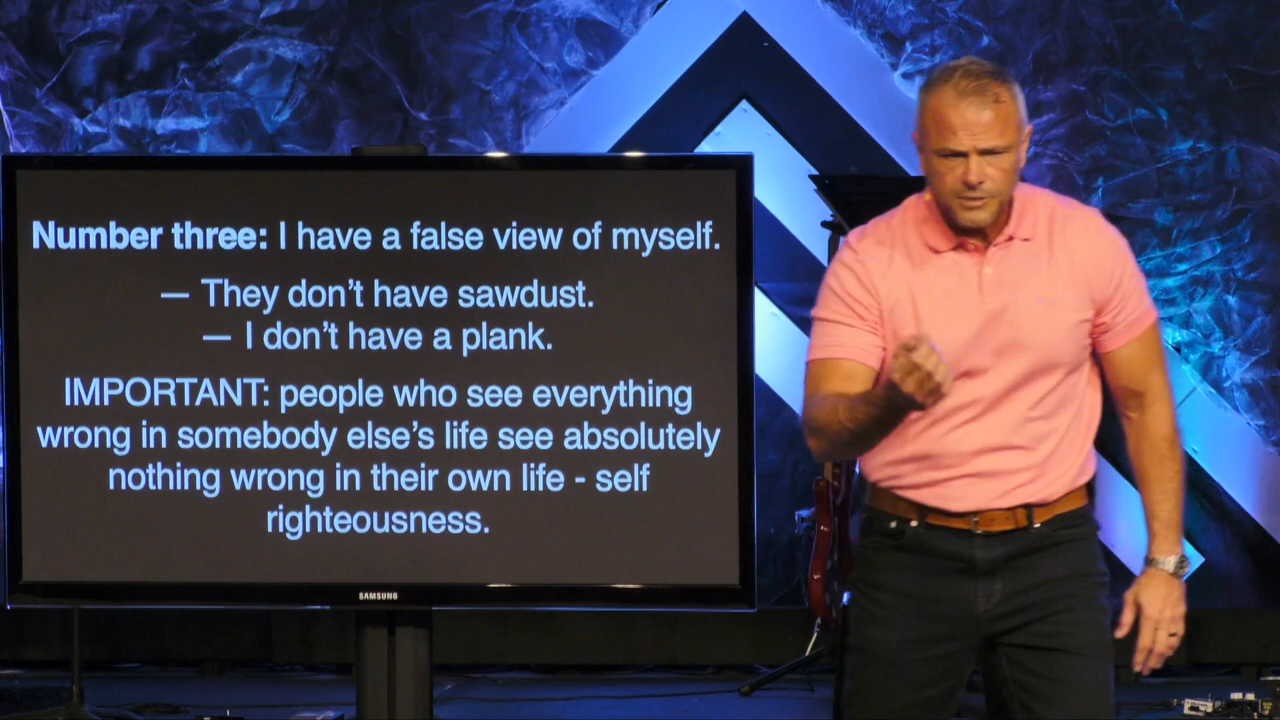 Number three: I have a false view of myself.
— They don’t have sawdust.
— I don’t have a plank.
IMPORTANT: people who see everything
wrong in somebody else’s life see absolutely
nothing wrong in their own life - self
righteousness.
SAMSUNG